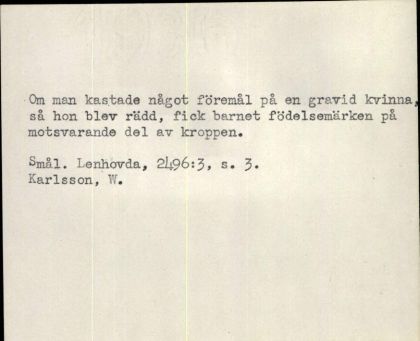 Om man kastade något föremål på en gravid kvinna,
så hon blev rädd, fick barnet födelsemärken på
motsvarande del av kroppen.
Smål. Lenhovda, 2496:3, s. 3.
Karlsson, W.